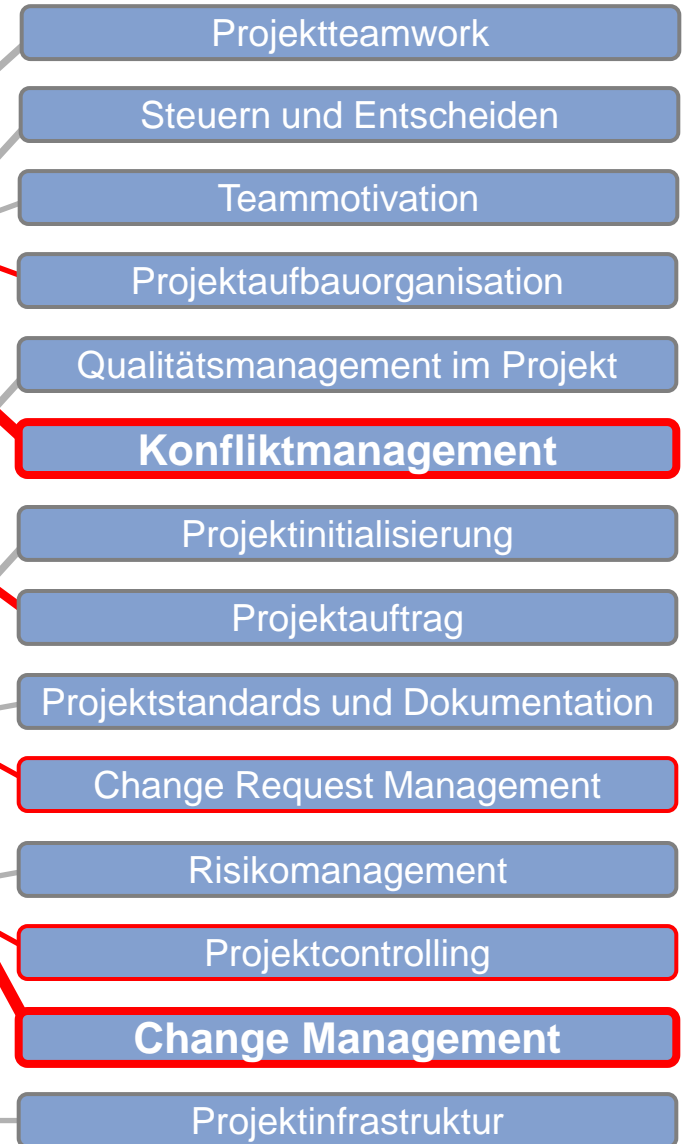 Projektteamwork
Steuern und Entscheiden
Teammotivation
Projektaufbauorganisation
Qualitätsmanagement im Projekt
Konfliktmanagement
Projektinitialisierung
Projektauftrag
Projektstandards und Dokumentation
Change Request Management
Risikomanagement
Projektcontrolling
Change Management
Projektinfrastruktur